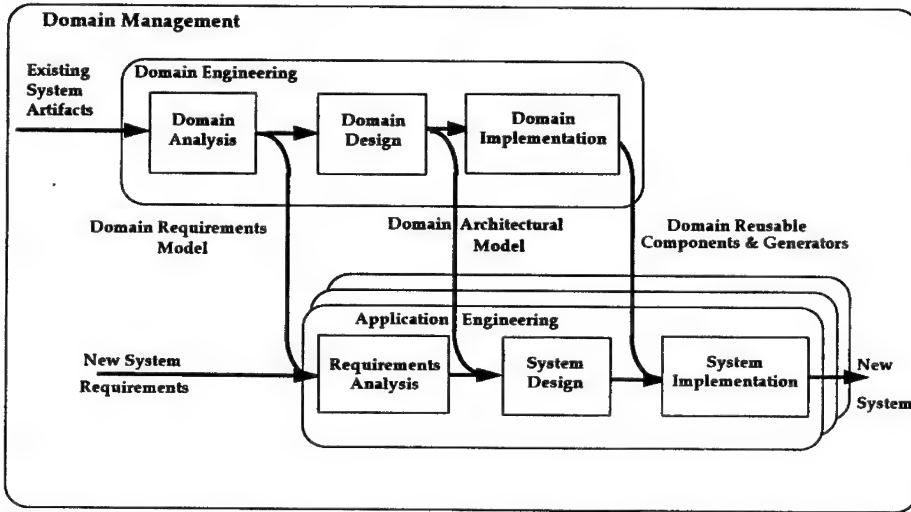 Domain Management
Existing
System
Artifacts
Domain Engineering
Domain
Analysis
Domain
Design
Domain
Implementation
Domain Requirements
Model
Domain Architectural
Model
Domain Reusable
Components & Generators
Application Engineering
New System
Requirements
Requirements
Analysis
System
Design
System
Implementation
New
System